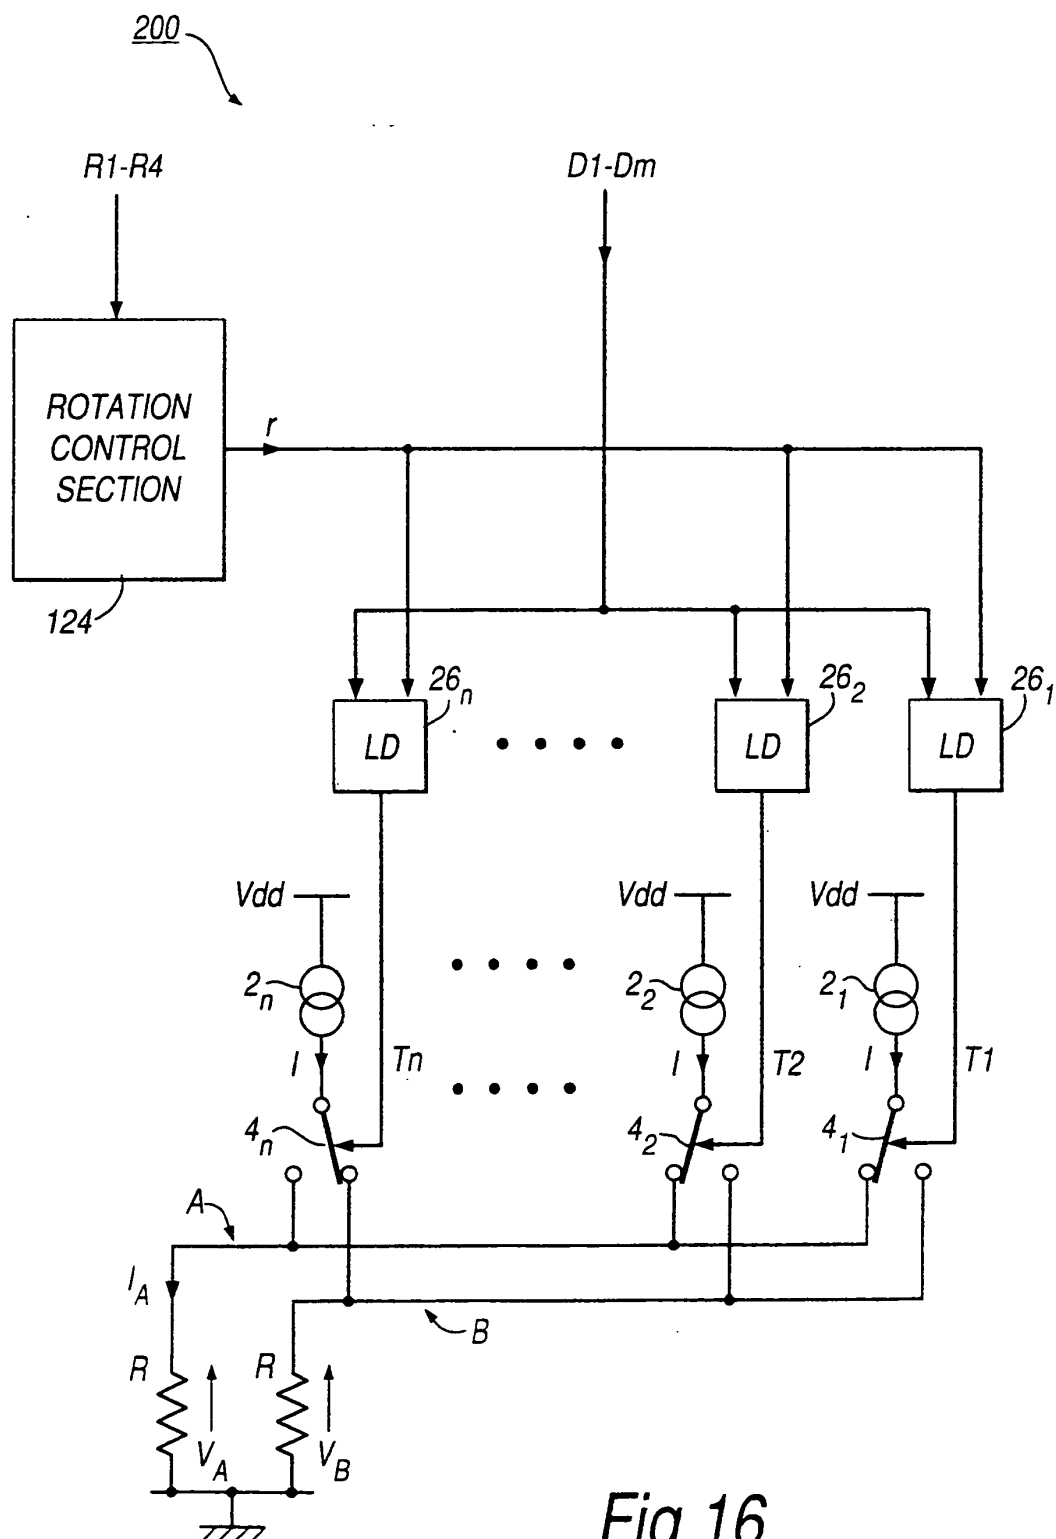 200
R1-R4 D1-Dm
ROTATION
CONTROL
SECTION
r
124
26n 262 261
LD LD LD
Vdd Vdd Vdd
2n 22 21
I Tn I T2 I T1
4n 42 41
A
IA
B
R R
VA VB
Fig 16